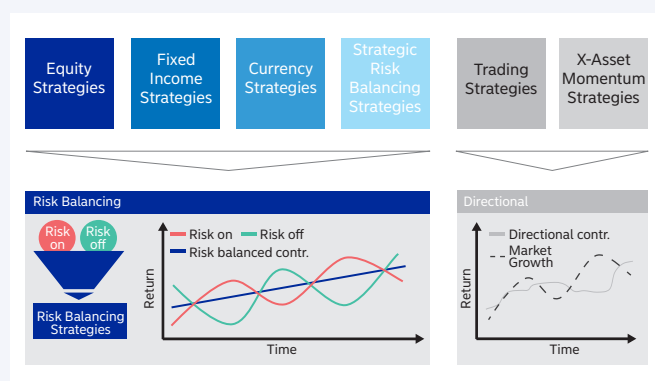 Equity
Strategies
Fixed
Income
Strategies
Currency
Strategies
Strategic
Risk
Balancing
Strategies
Trading
Strategies
X-Asset
Momentum
Strategies
Risk Balancing
Risk
on
Risk
off
Risk Balancing
Strategies
Risk on
Risk off
Risk balanced contr.
Return
Time
Directional
Directional contr.
Market
Growth
Return
Time